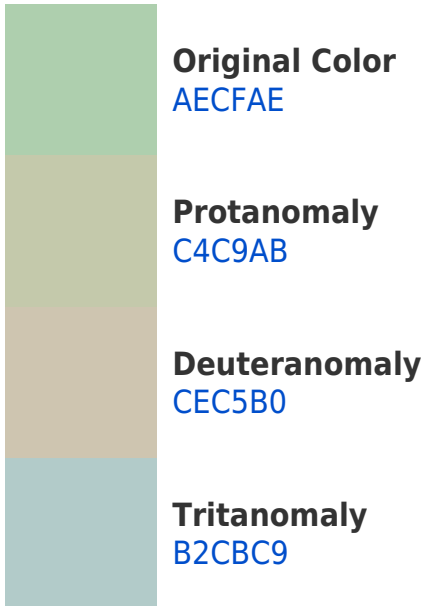 Original Color
AECFAE
Protanomaly
C4C9AB
Deuteranomaly
CEC5B0
Tritanomaly
B2CBC9